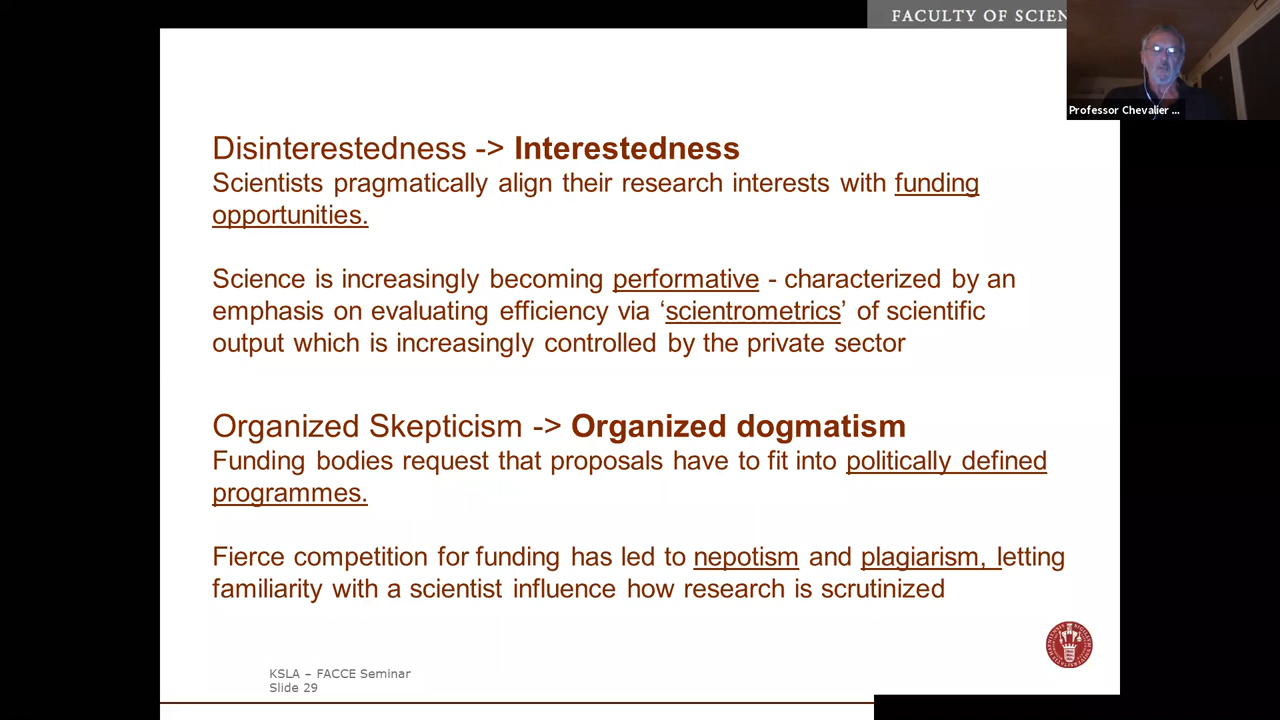 FACULTY OF SCIEN
Professor Chevalier ...
Disinterestedness -> Interestedness
Scientists pragmatically align their research interests with funding
opportunities.
Science is increasingly becoming performative - characterized by an
emphasis on evaluating efficiency via ‘scientrometrics’ of scientific
output which is increasingly controlled by the private sector
Organized Skepticism -> Organized dogmatism
Funding bodies request that proposals have to fit into politically defined
programmes.
Fierce competition for funding has led to nepotism and plagiarism, letting
familiarity with a scientist influence how research is scrutinized
KSLA – FACCE Seminar
Slide 29